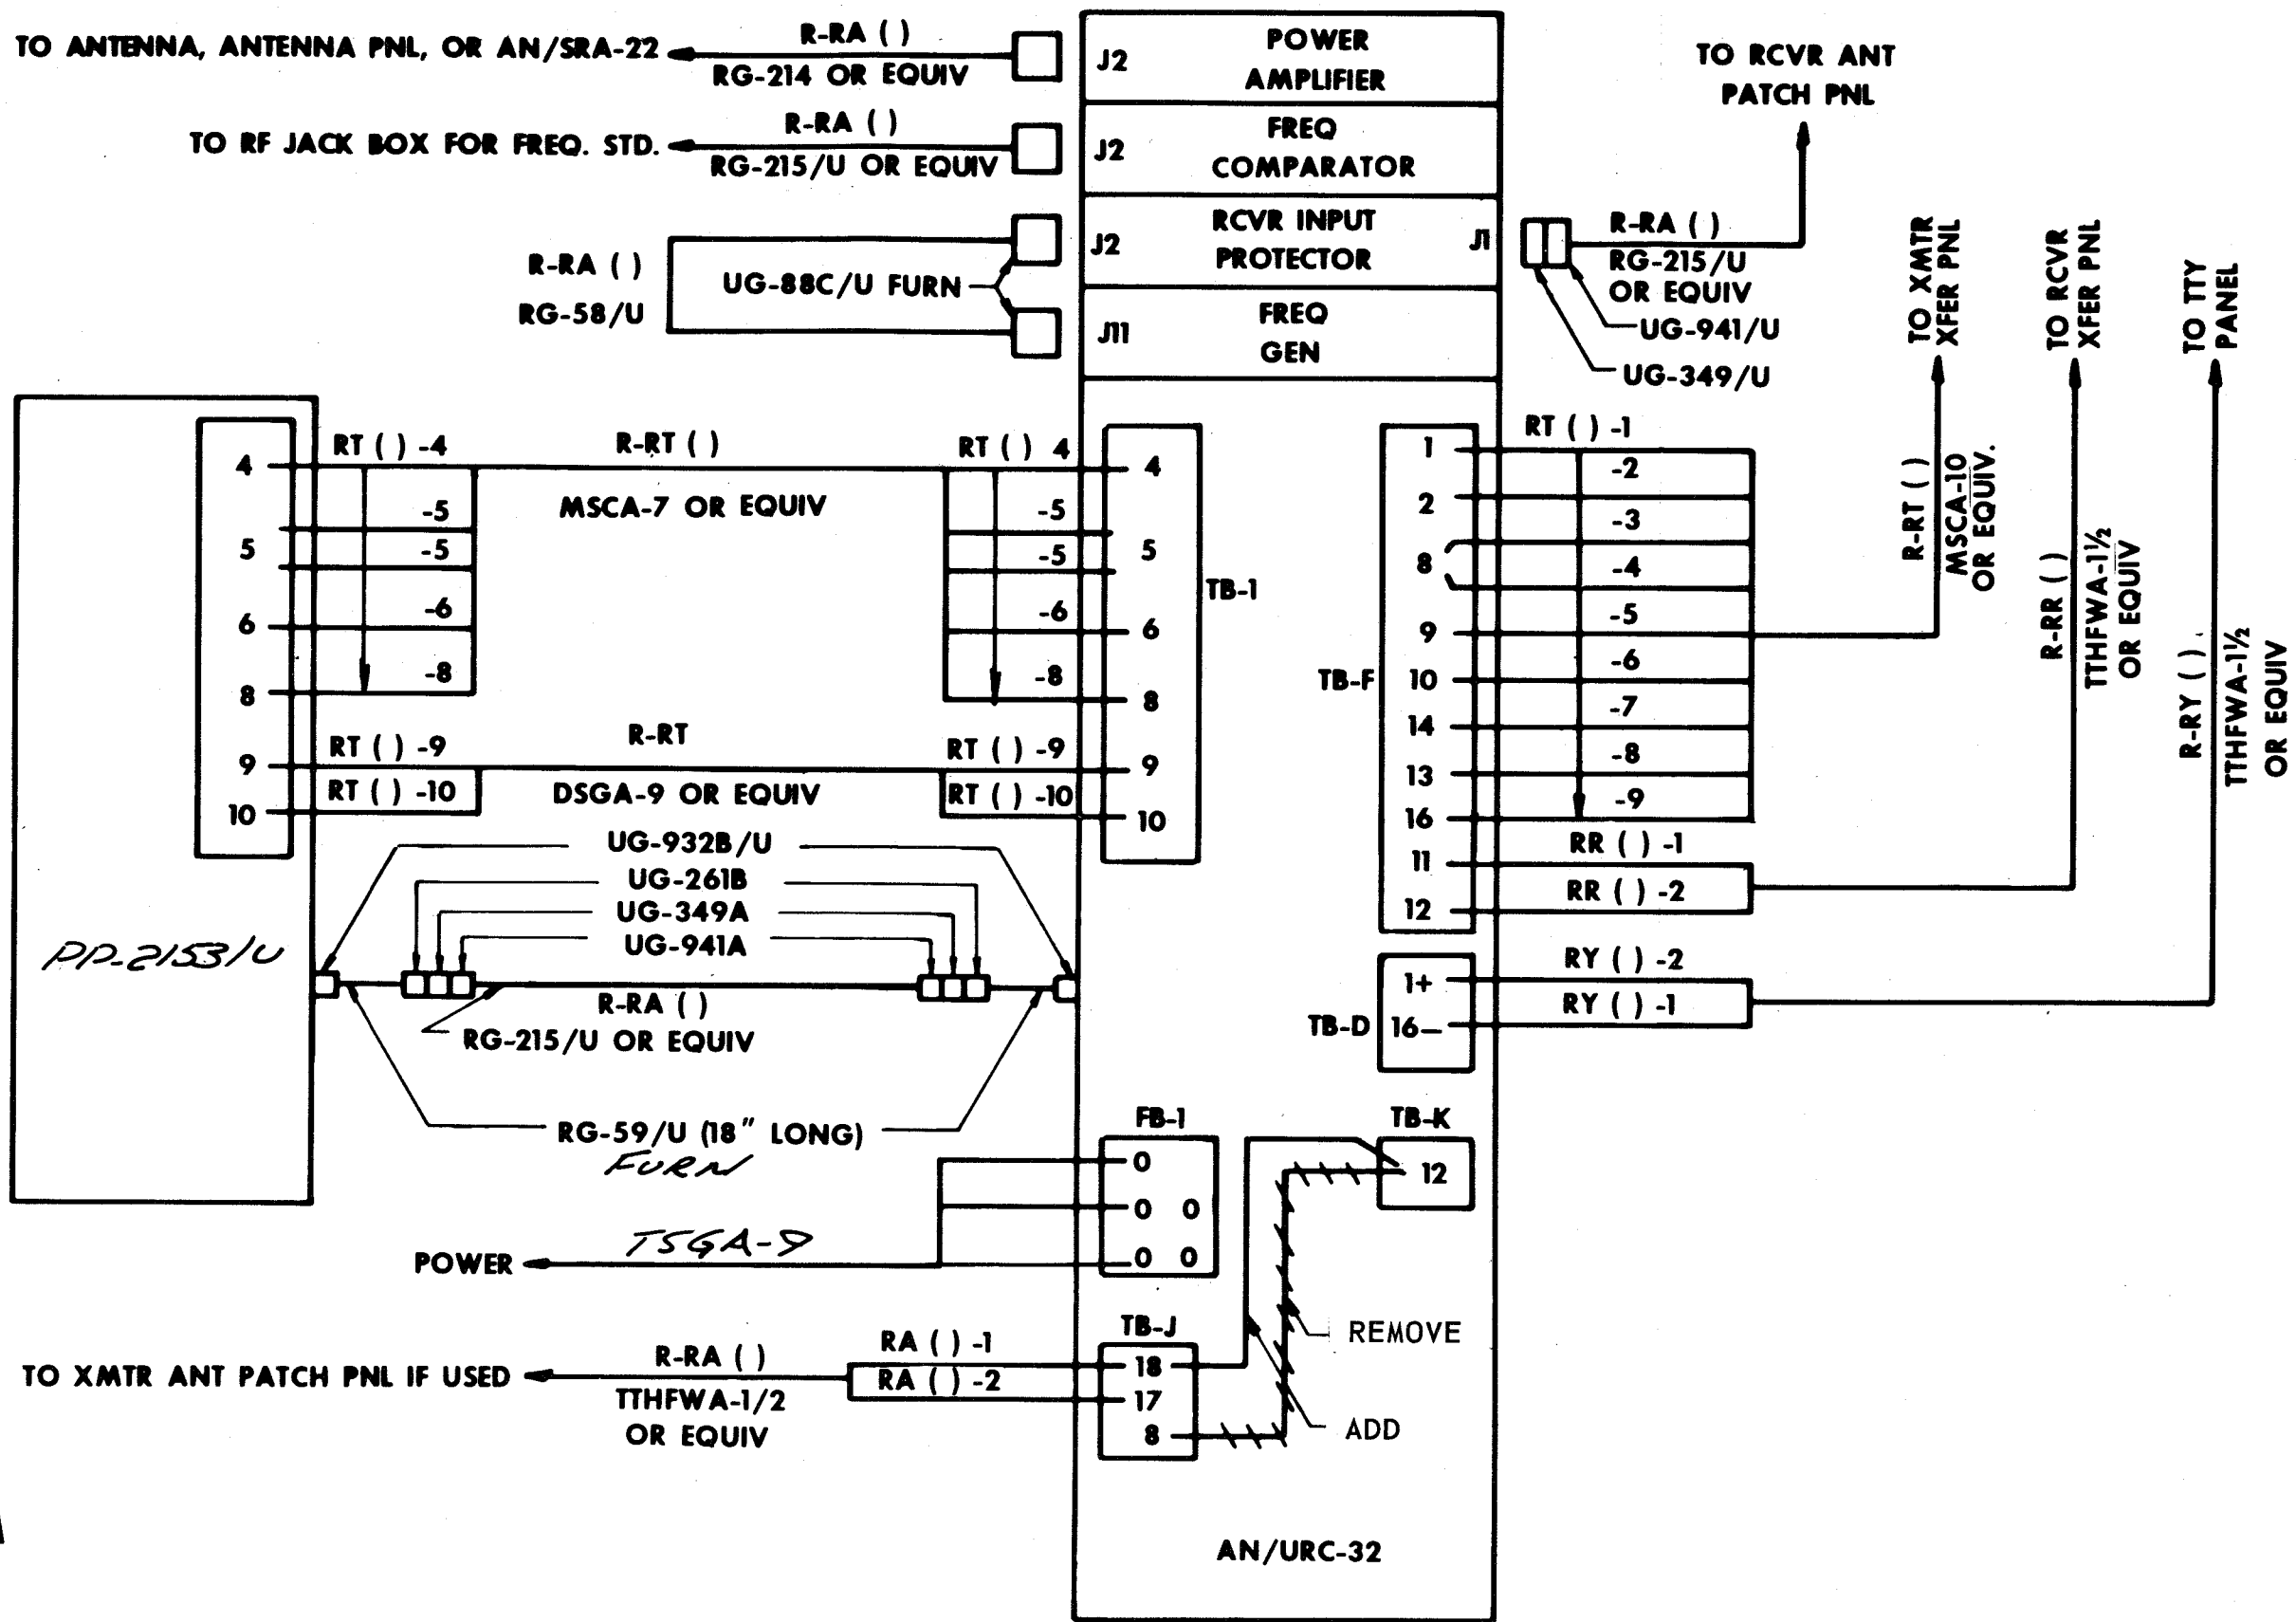 TO ANTENNA, ANTENNA PNL, OR AN/SRA-22
R-RA ( )
RG-214 OR EQUIV
J2
POWER
AMPLIFIER
TO RF JACK BOX FOR FREQ. STD.
R-RA ( )
RG-215/U OR EQUIV
J2
FREQ
COMPARATOR
R-RA ( )
RG-58/U
UG-88C/U FURN
J2
RCVR INPUT
PROTECTOR
J1
J11
FREQ
GEN
TO RCVR ANT
PATCH PNL
R-RA ( )
RG-215/U
OR EQUIV
UG-941/U
UG-349/U
TO XMTR
XFER PNL
R-RT ( )
MSCA-10
OR EQUIV.
TO RCVR
XFER PNL
R-RR ( )
TTHFWA-1½
OR EQUIV
TO TTY
PANEL
R-RY ( )
TTHFWA-1½
OR EQUIV
4
5
6
8
9
10
RT ( ) -4
-5
-5
-6
-8
RT ( ) -9
RT ( ) -10
R-RT ( )
MSCA-7 OR EQUIV
R-RT
DSGA-9 OR EQUIV
RT ( ) 4
-5
-5
-6
-8
RT ( ) -9
RT ( ) -10
4
5
6
8
9
10
TB-1
TB-F
1
2
8
9
10
14
13
16
11
12
RT ( ) -1
-2
-3
-4
-5
-6
-7
-8
-9
RR ( ) -1
RR ( ) -2
PP-2153/U
UG-932B/U
UG-261B
UG-349A
UG-941A
R-RA ( )
RG-215/U OR EQUIV
RG-59/U (18" LONG)
FURN
TB-D
1+
16–
RY ( ) -2
RY ( ) -1
FB-1
0
0 0
0 0
TB-K
12
POWER
TSGA-9
REMOVE
ADD
TO XMTR ANT PATCH PNL IF USED
R-RA ( )
TTHFWA-1/2
OR EQUIV
RA ( ) -1
RA ( ) -2
TB-J
18
17
8
AN/URC-32